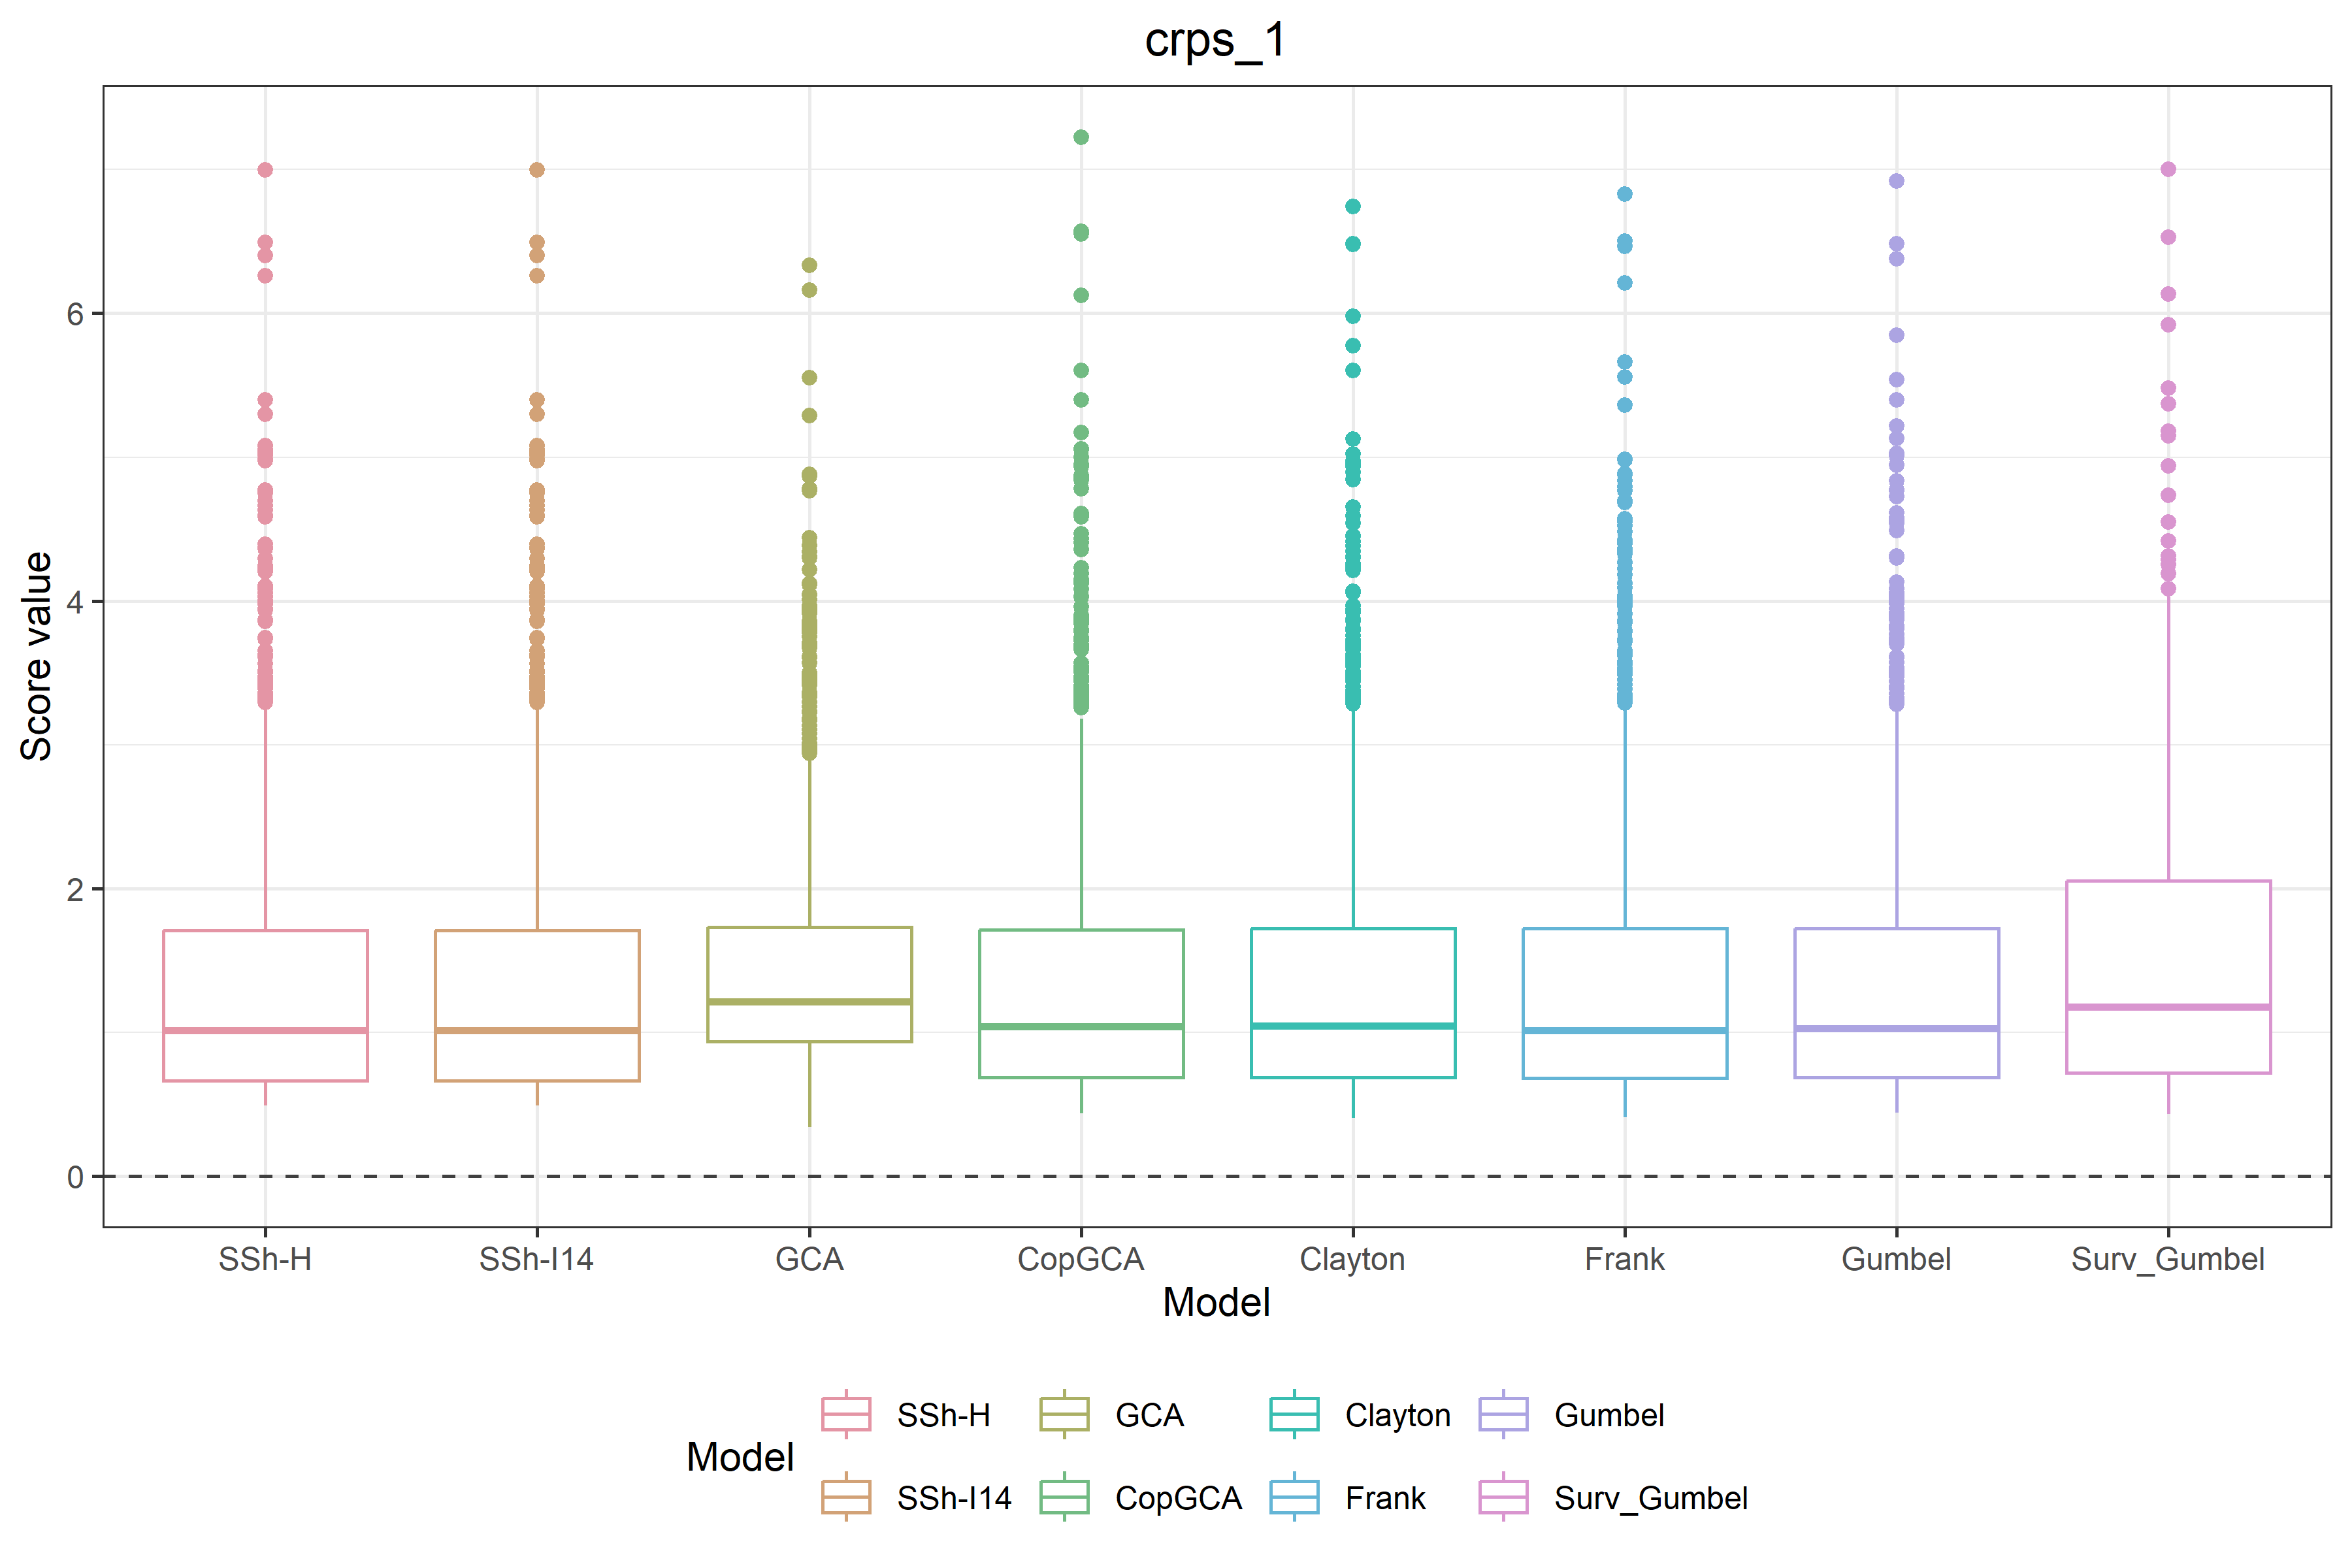 crps_1
Score value
6
4
2
0
SSh-H SSh-I14 GCA CopGCA Clayton Frank Gumbel Surv_Gumbel
Model
Model
SSh-H GCA Clayton Gumbel
SSh-I14 CopGCA Frank Surv_Gumbel